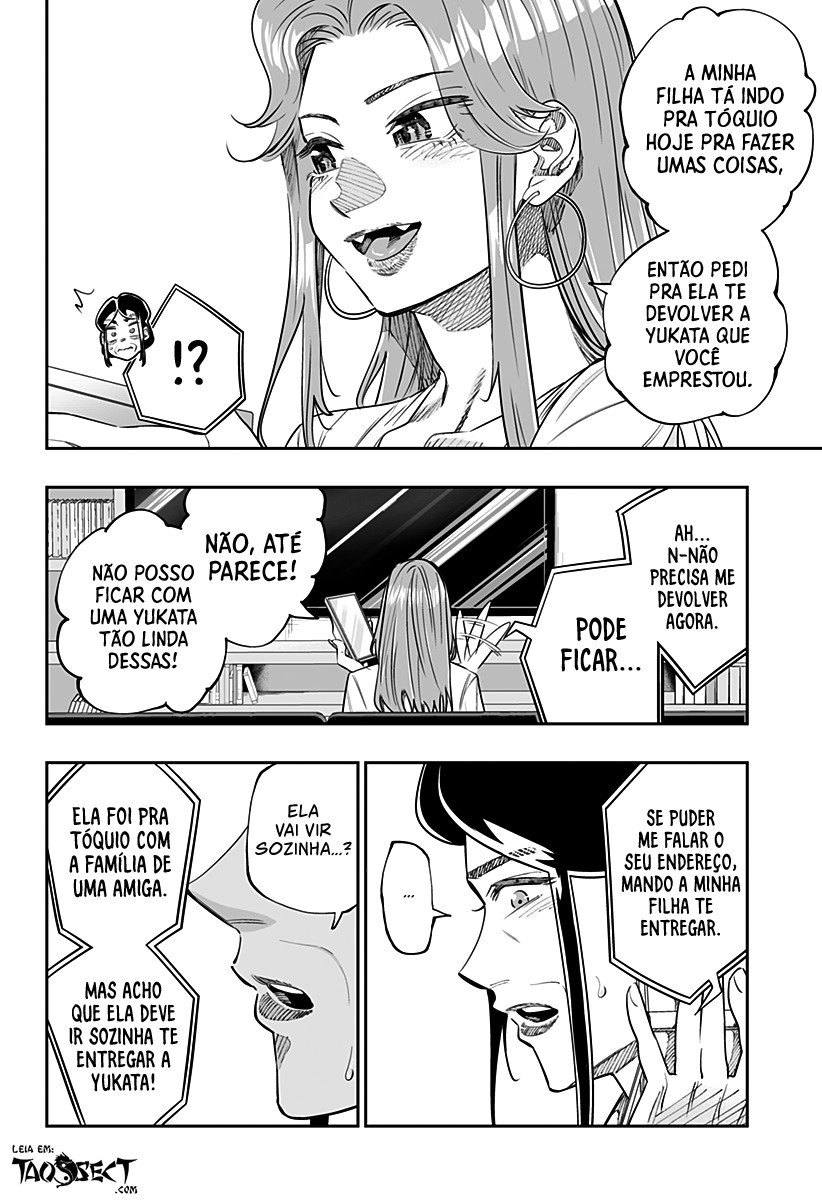 A MINHA
FILHA TÁ INDO
PRA TÓQUIO
HOJE PRA FAZER
UMAS COISAS,
ENTÃO PEDI
PRA ELA TE
DEVOLVER A
YUKATA QUE
VOCÊ
EMPRESTOU.
!?
AH...
N-NÃO
PRECISA ME
DEVOLVER
AGORA.
PODE
FICAR...
NÃO, ATÉ
PARECE!
NÃO POSSO
FICAR COM
UMA YUKATA
TÃO LINDA
DESSAS!
SE PUDER
ME FALAR O
SEU ENDEREÇO,
MANDO A MINHA
FILHA TE
ENTREGAR.
...
ELA
VAI VIR
SOZINHA...?
ELA FOI PRA
TÓQUIO COM
A FAMÍLIA DE
UMA AMIGA.
MAS ACHO
QUE ELA DEVE
IR SOZINHA TE
ENTREGAR A
YUKATA!
LEIA EM:
TAOSSECT
.COM